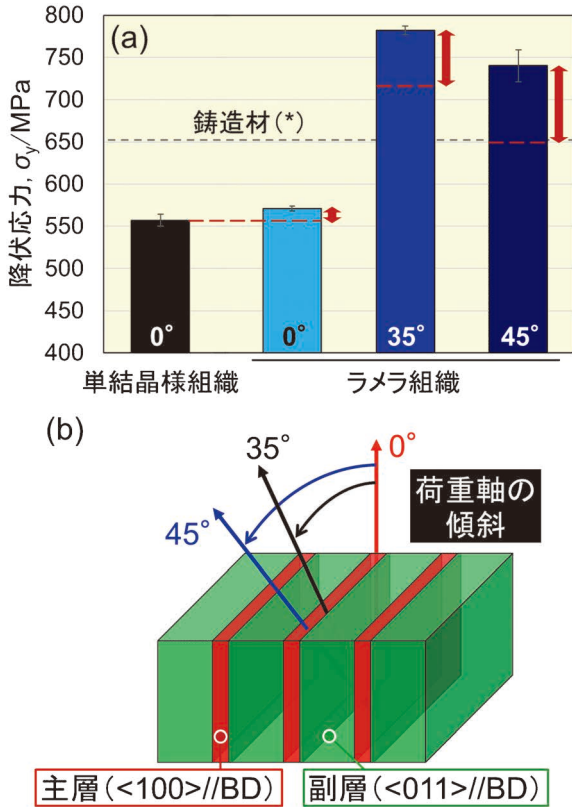 (a)
降伏応力, σy/MPa
800
750
700
650
600
550
500
450
400
鋳造材(*)
0°
0°
35°
45°
単結晶様組織
ラメラ組織
(b)
0°
35°
45°
荷重軸の
傾斜
主層(<100>//BD)
副層(<011>//BD)